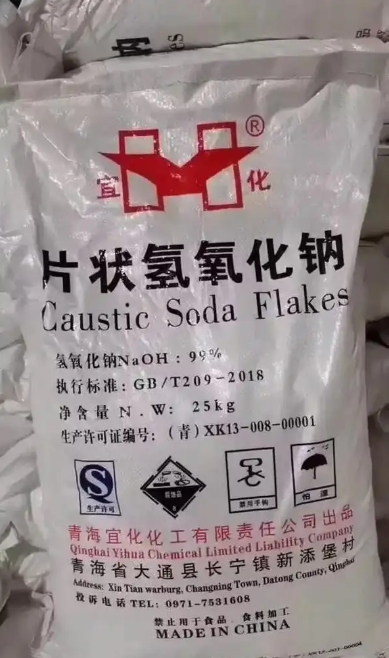 宜 化 ®
片状氢氧化钠
Caustic Soda Flakes
氢氧化钠NaOH : 99%
执行标准: GB/T209-2018
净含量 N.W: 25kg
生产许可证编号: (青) XK13-008-00001
S 生产许可
腐蚀品
8
禁用手钩
怕湿
青海宜化化工有限责任公司出品
Qinghai Yihua Chemical Limited Liability Company
青海省大通县长宁镇新添堡村
Address: Xin Tian warburg, Changning Town, Datong County, Qinghai
投诉电话 TEL: 0971-7531608
禁止用于食品 食料加工
MADE IN CHINA